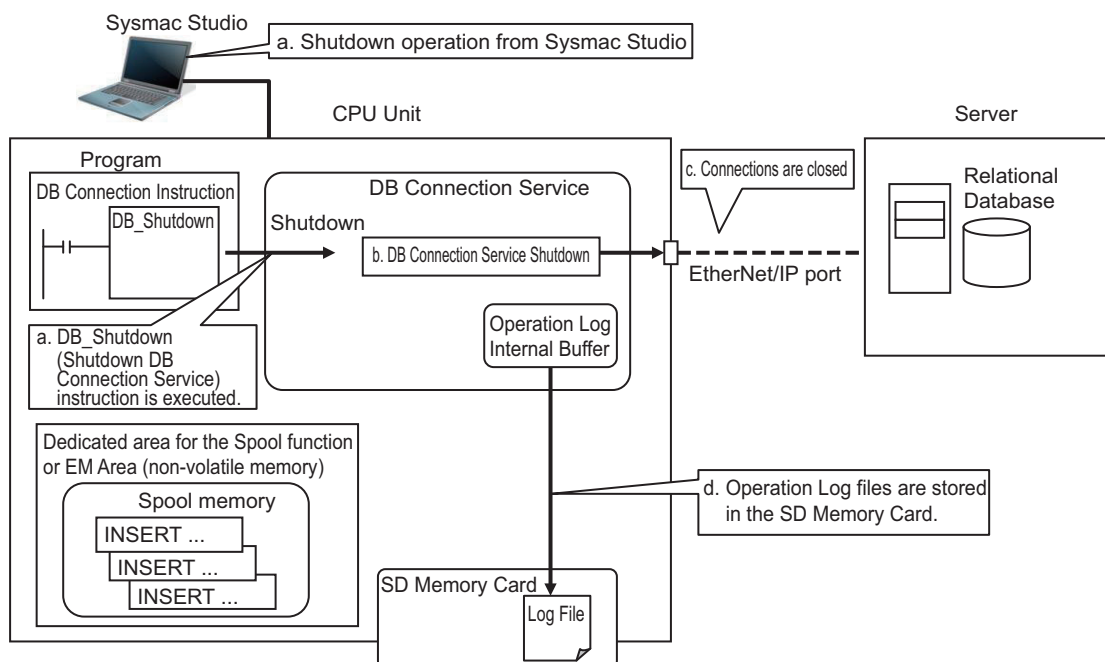 Sysmac Studio
a. Shutdown operation from Sysmac Studio
CPU Unit
Server
Program
DB Connection Instruction
DB_Shutdown
Shutdown
DB Connection Service
b. DB Connection Service Shutdown
c. Connections are closed
EtherNet/IP port
Relational
Database
a. DB_Shutdown
(Shutdown DB
Connection Service)
instruction is executed.
Operation Log
Internal Buffer
Dedicated area for the Spool function
or EM Area (non-volatile memory)
Spool memory
INSERT ...
INSERT ...
INSERT ...
d. Operation Log files are stored
in the SD Memory Card.
SD Memory Card
Log File